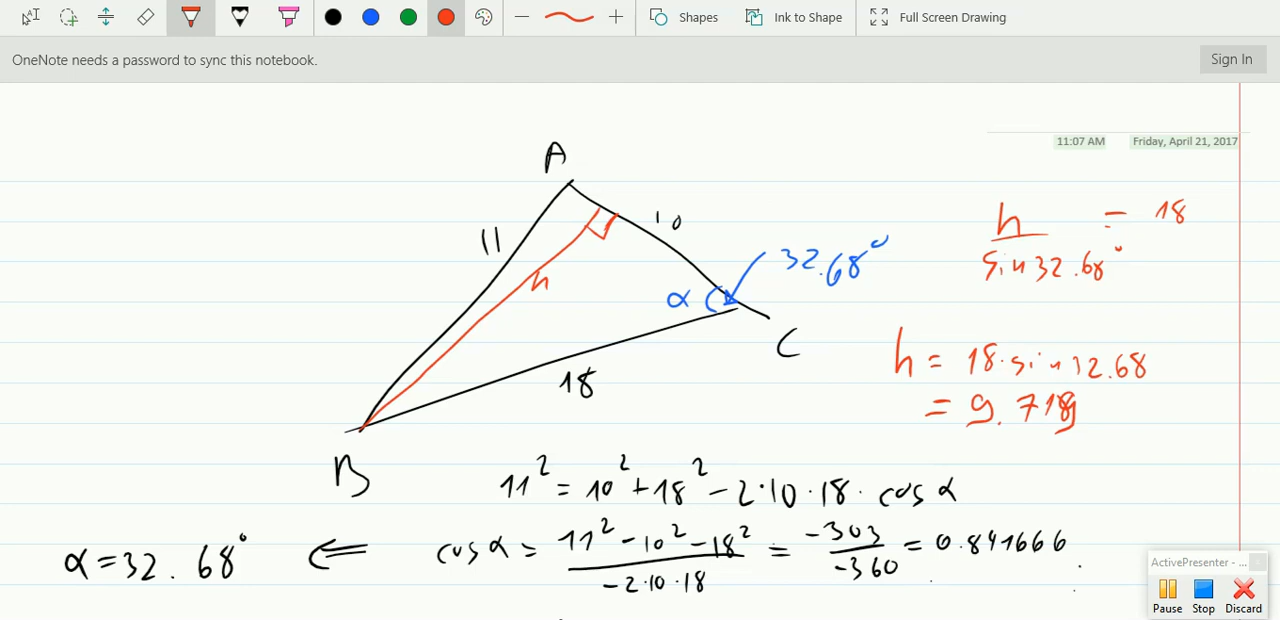 Shapes Ink to Shape Full Screen Drawing
OneNote needs a password to sync this notebook. Sign In
11:07 AM Friday, April 21, 2017
A
11
10
h
α
32.68°
C
18
B
h / sin 32.68° = 18
h = 18·sin 32.68
= 9.7189
11² = 10² + 18² − 2·10·18· cos α
α = 32.68° ⇐ cos α = (11² − 10² − 18²) / (−2·10·18) = −303 / −360 = 0.841666
ActivePresenter - ...
Pause Stop Discard